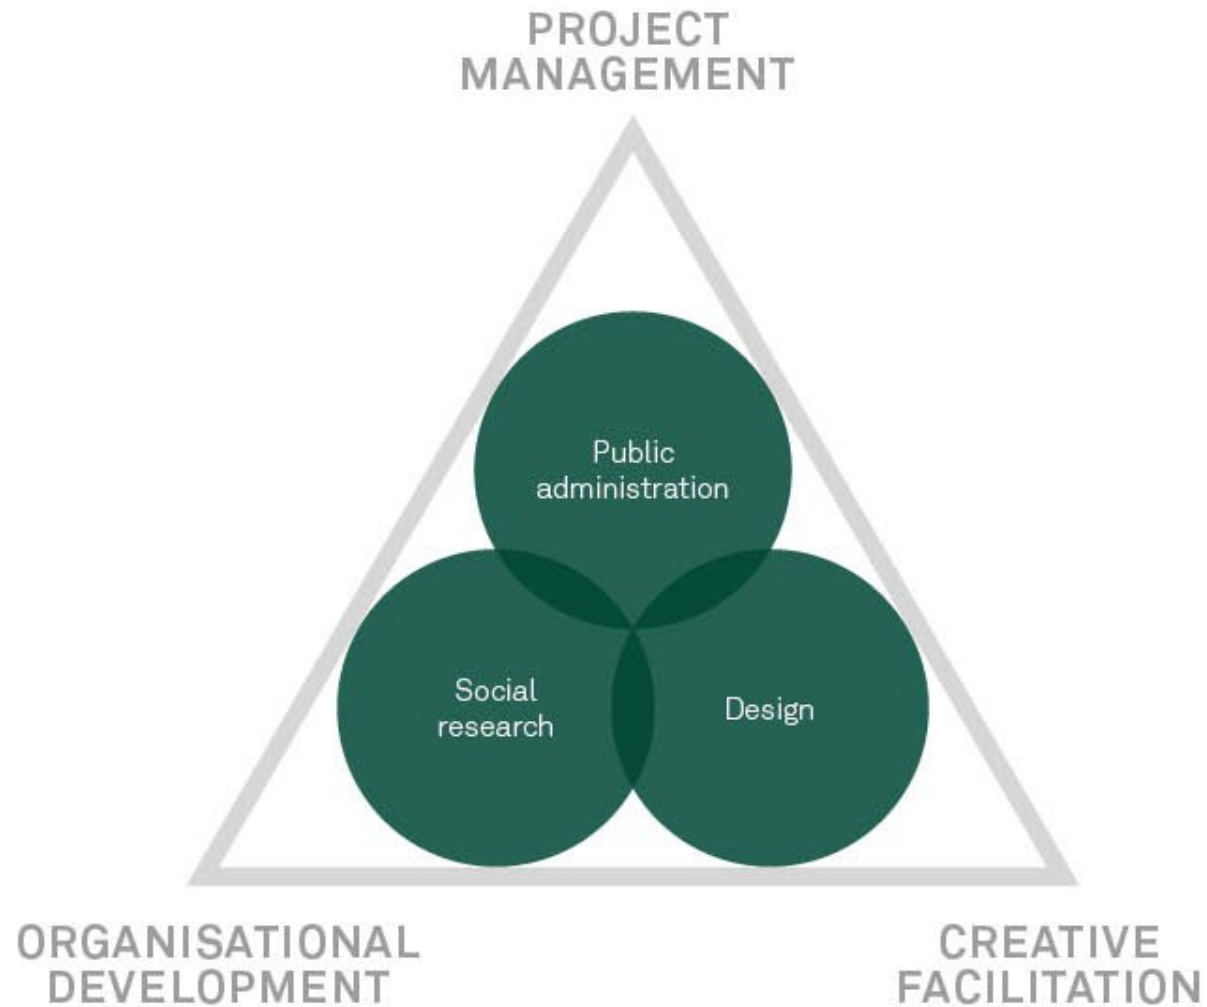 PROJECT
MANAGEMENT
Public
administration
Social
research
Design
ORGANISATIONAL
DEVELOPMENT
CREATIVE
FACILITATION